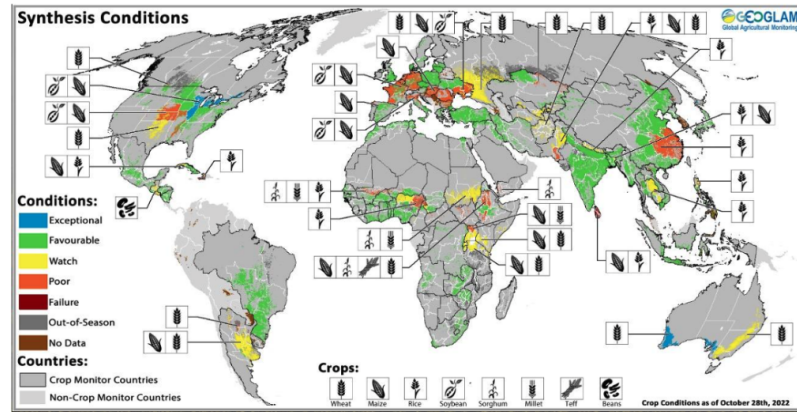 Synthesis Conditions
GEOGLAM
Global Agricultural Monitoring
Conditions:
Exceptional
Favourable
Watch
Poor
Failure
Out-of-Season
No Data
Countries:
Crop Monitor Countries
Non-Crop Monitor Countries
Crops:
Wheat Maize Rice Soybean Sorghum Millet Teff Beans
Crop Conditions as of October 28th, 2022